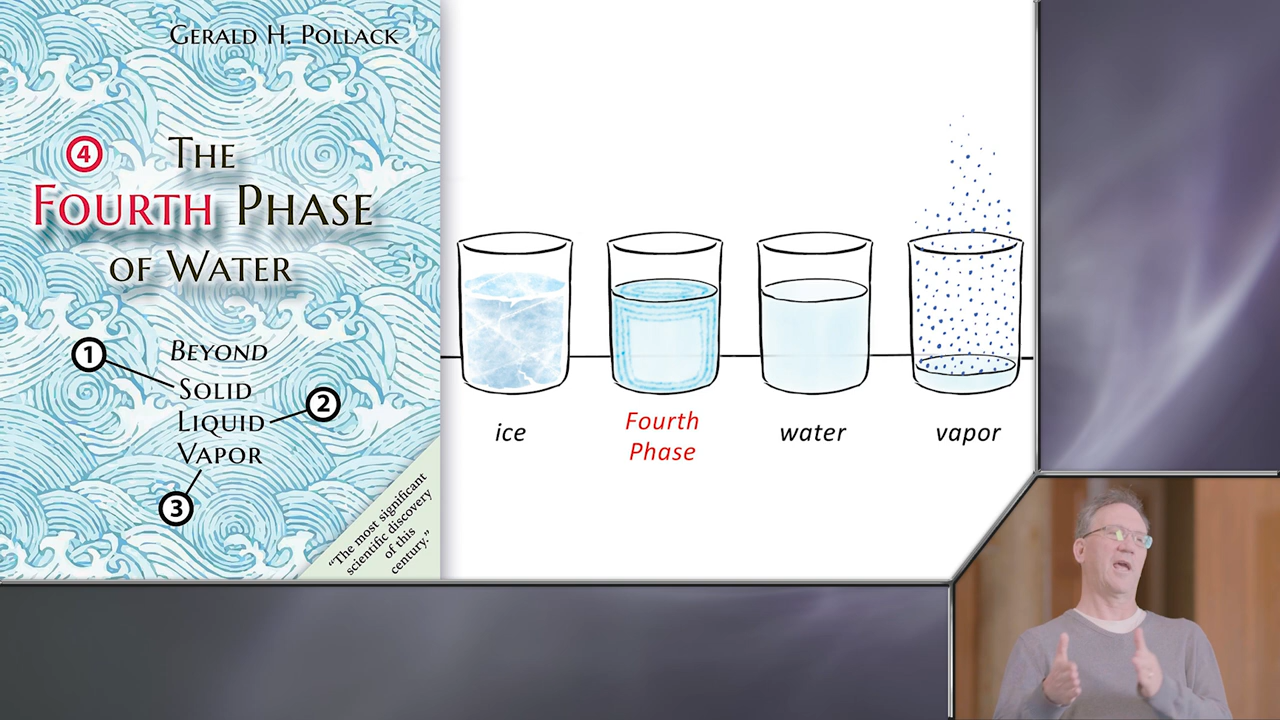 GERALD H. POLLACK
4
THE
FOURTH PHASE
OF WATER
1
BEYOND
SOLID
LIQUID
2
VAPOR
3
"The most significant
scientific discovery
of this
century."
ice
Fourth
Phase
water
vapor